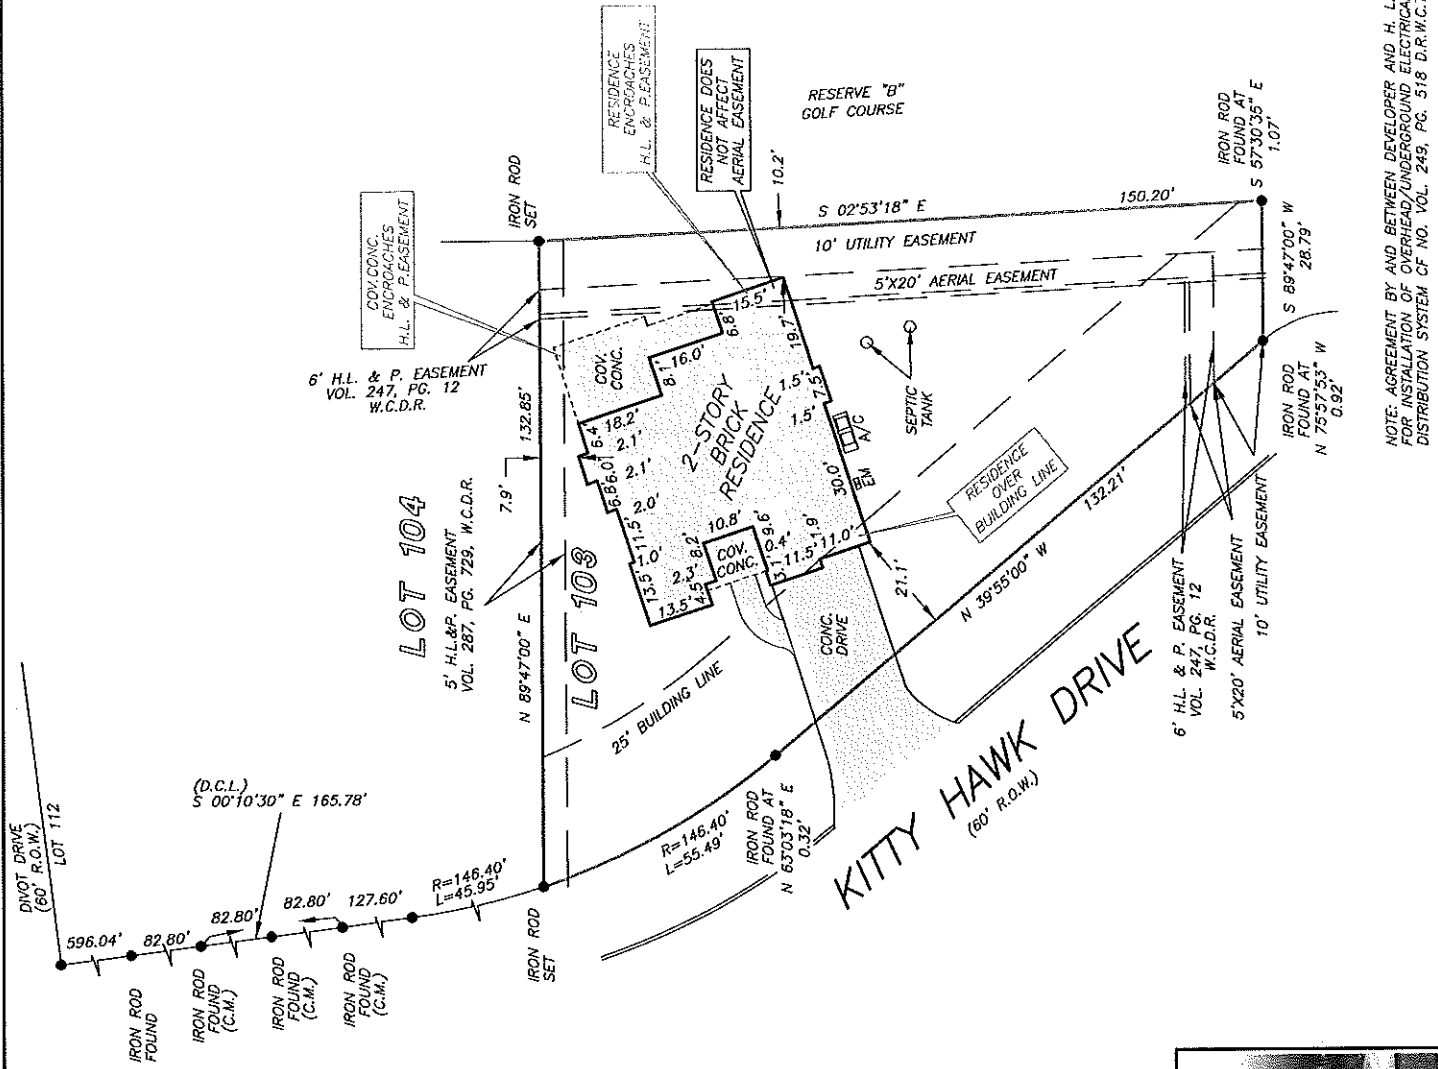 DIVOT DRIVE
(60' R.O.W.)
LOT 112
(D.C.L.)
S 00°10'30" E 165.78'
596.04'
82.80'
82.80'
82.80'
127.60'
R=146.40'
L=45.95'
IRON ROD
FOUND
IRON ROD
FOUND
(C.M.)
IRON ROD
FOUND
(C.M.)
IRON ROD
FOUND
(C.M.)
IRON ROD
SET
LOT 104
5' H.L.&P. EASEMENT
VOL. 287, PG. 729, W.C.D.R.
7.9'
N 89°47'00" E
132.85'
LOT 103
6' H.L. & P. EASEMENT
VOL. 247, PG. 12
W.C.D.R.
COV.CONC.
ENCROACHES
H.L. & P.EASEMENT
IRON ROD
SET
RESIDENCE
ENCROACHES
H.L. & P.EASEMENT
RESIDENCE DOES
NOT AFFECT
AERIAL EASEMENT
RESERVE "B"
GOLF COURSE
10.2'
S 02°53'18" E
150.20'
10' UTILITY EASEMENT
5'X20' AERIAL EASEMENT
IRON ROD
FOUND AT
S 57°30'35" E
1.07'
S 89°47'00" W
28.79'
IRON ROD
FOUND AT
N 75°57'53" W
0.92'
COV.
CONC.
2-STORY
BRICK
RESIDENCE
15.5'
6.8'
16.0'
8.1'
18.2'
6.4'
2.1'
6.0'
2.1'
6.8'
2.0'
11.5'
1.0'
13.5'
2.3'
13.5'
4.5'
8.2'
10.8'
COV.
CONC.
9.6'
3.1'
0.4'
11.5'
1.9'
11.0'
30.0'
1.5'
7.5'
1.5'
19.7'
A/C
EM
SEPTIC
TANK
RESIDENCE
OVER
BUILDING LINE
25' BUILDING LINE
CONC.
DRIVE
21.1'
N 39°55'00" W
132.21'
R=146.40'
L=55.49'
IRON ROD
FOUND AT
N 63°03'18" E
0.32'
KITTY HAWK DRIVE
(60' R.O.W.)
6' H.L. & P. EASEMENT
VOL. 247, PG. 12
W.C.D.R.
5'X20' AERIAL EASEMENT
10' UTILITY EASEMENT
NOTE: AGREEMENT BY AND BETWEEN DEVELOPER AND H. L.
FOR INSTALLATION OF OVERHEAD/UNDERGROUND ELECTRICA
DISTRIBUTION SYSTEM CF NO. VOL. 249, PG. 518 D.R.W.C.